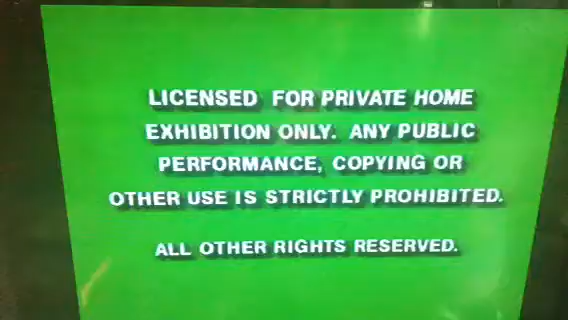 LICENSED FOR PRIVATE HOME
EXHIBITION ONLY. ANY PUBLIC
PERFORMANCE, COPYING OR
OTHER USE IS STRICTLY PROHIBITED.
ALL OTHER RIGHTS RESERVED.